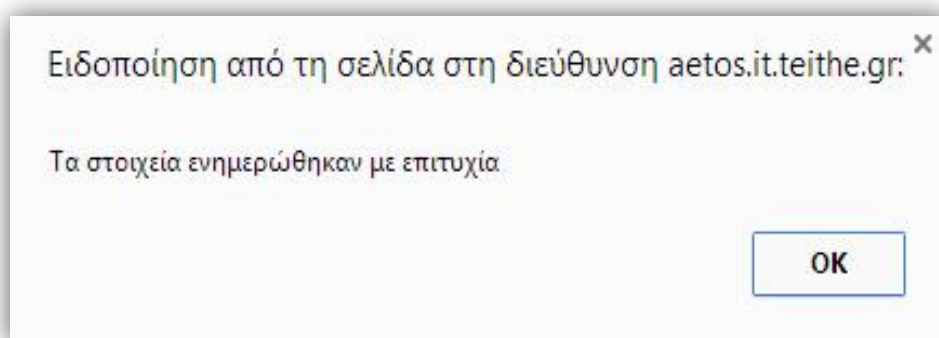 Ειδοποίηση από τη σελίδα στη διεύθυνση aetos.it.teithe.gr:
Τα στοιχεία ενημερώθηκαν με επιτυχία
OK